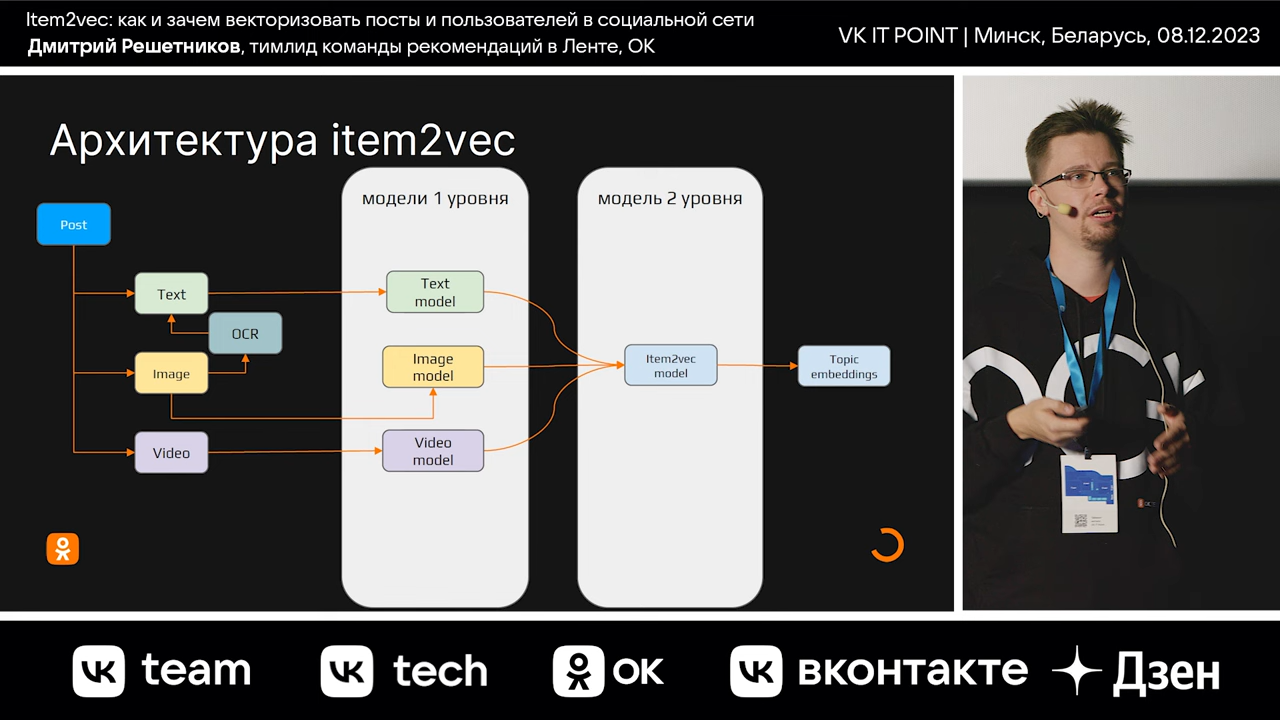 Item2vec: как и зачем векторизовать посты и пользователей в социальной сети
Дмитрий Решетников, тимлид команды рекомендаций в Ленте, ОК
VK IT POINT | Минск, Беларусь, 08.12.2023
Архитектура item2vec
модели 1 уровня
модель 2 уровня
Post
Text
OCR
Image
Video
Text
model
Image
model
Video
model
Item2vec
model
Topic
embeddings
team
tech
ок
вконтакте
Дзен